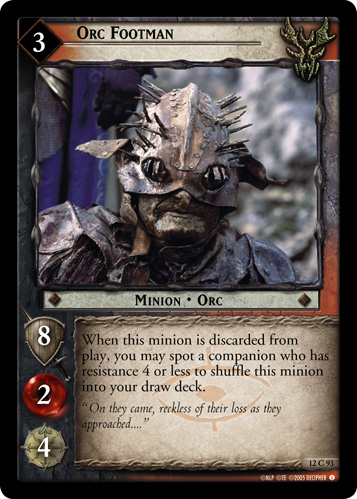 3
Orc Footman
Minion • Orc
8
When this minion is discarded from
play, you may spot a companion who has
resistance 4 or less to shuffle this minion
into your draw deck.
2
“On they came, reckless of their loss as they
approached....”
4
12 C 93
©NLP ©TE ©2005 DECIPHER